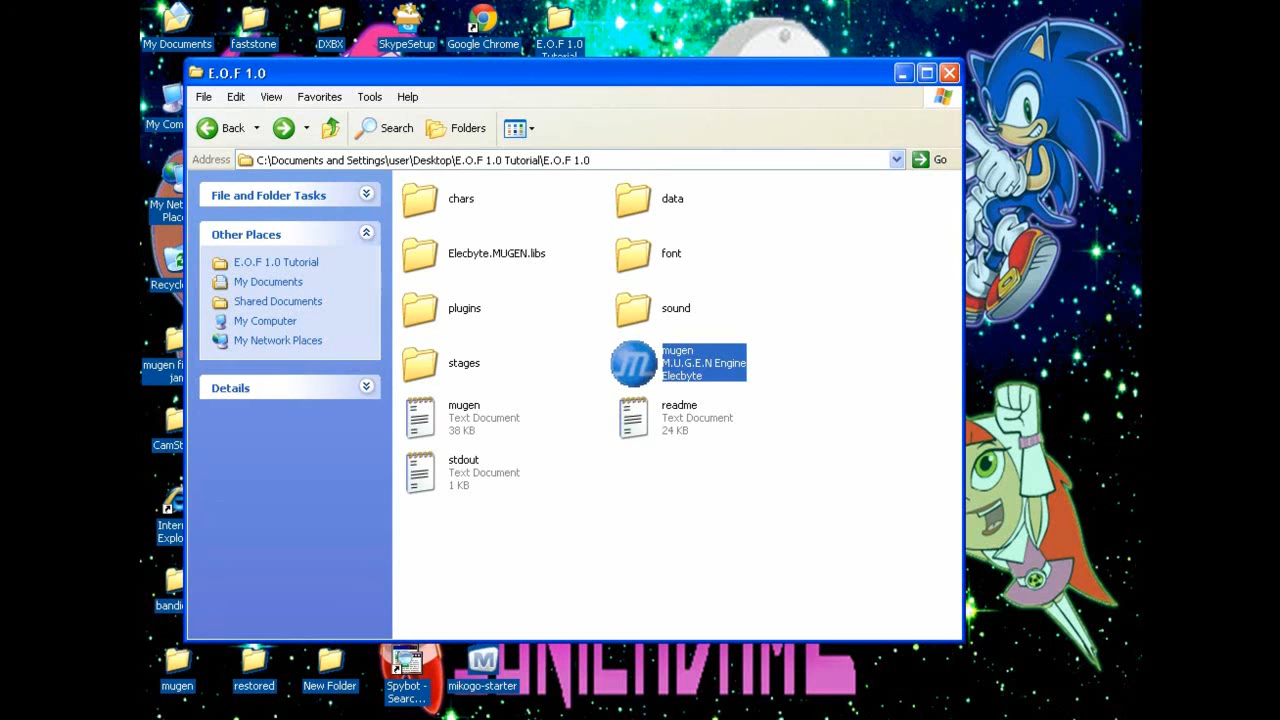 My Documents
faststone
DXBX
SkypeSetup
Google Chrome
E.O.F 1.0
Tutorial
E.O.F 1.0
File
Edit
View
Favorites
Tools
Help
Back
Search
Folders
Address
C:\Documents and Settings\user\Desktop\E.O.F 1.0 Tutorial\E.O.F 1.0
Go
My Com
My Net
Place
Recycl
mugen fi
jam
CamSt
Intern
Explo
bandic
File and Folder Tasks
Other Places
E.O.F 1.0 Tutorial
My Documents
Shared Documents
My Computer
My Network Places
Details
chars
data
Elecbyte.MUGEN.libs
font
plugins
sound
stages
mugen
M.U.G.E.N Engine
Elecbyte
mugen
Text Document
38 KB
readme
Text Document
24 KB
stdout
Text Document
1 KB
mugen
restored
New Folder
Spybot -
Searc...
mikogo-starter